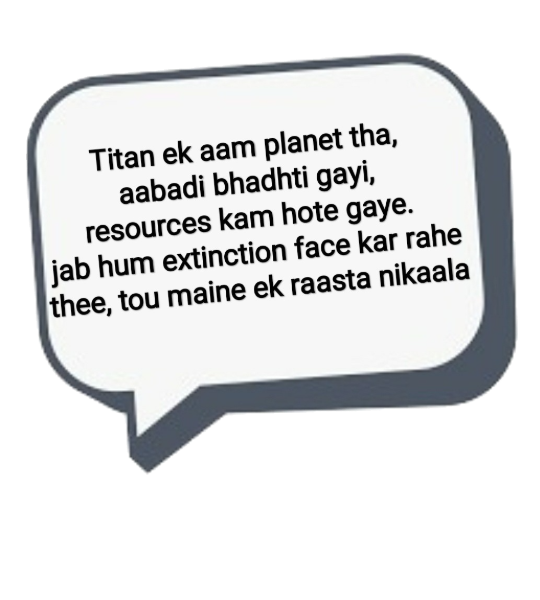 Titan ek aam planet tha,
aabadi bhadhti gayi,
resources kam hote gaye.
jab hum extinction face kar rahe
thee, tou maine ek raasta nikaala